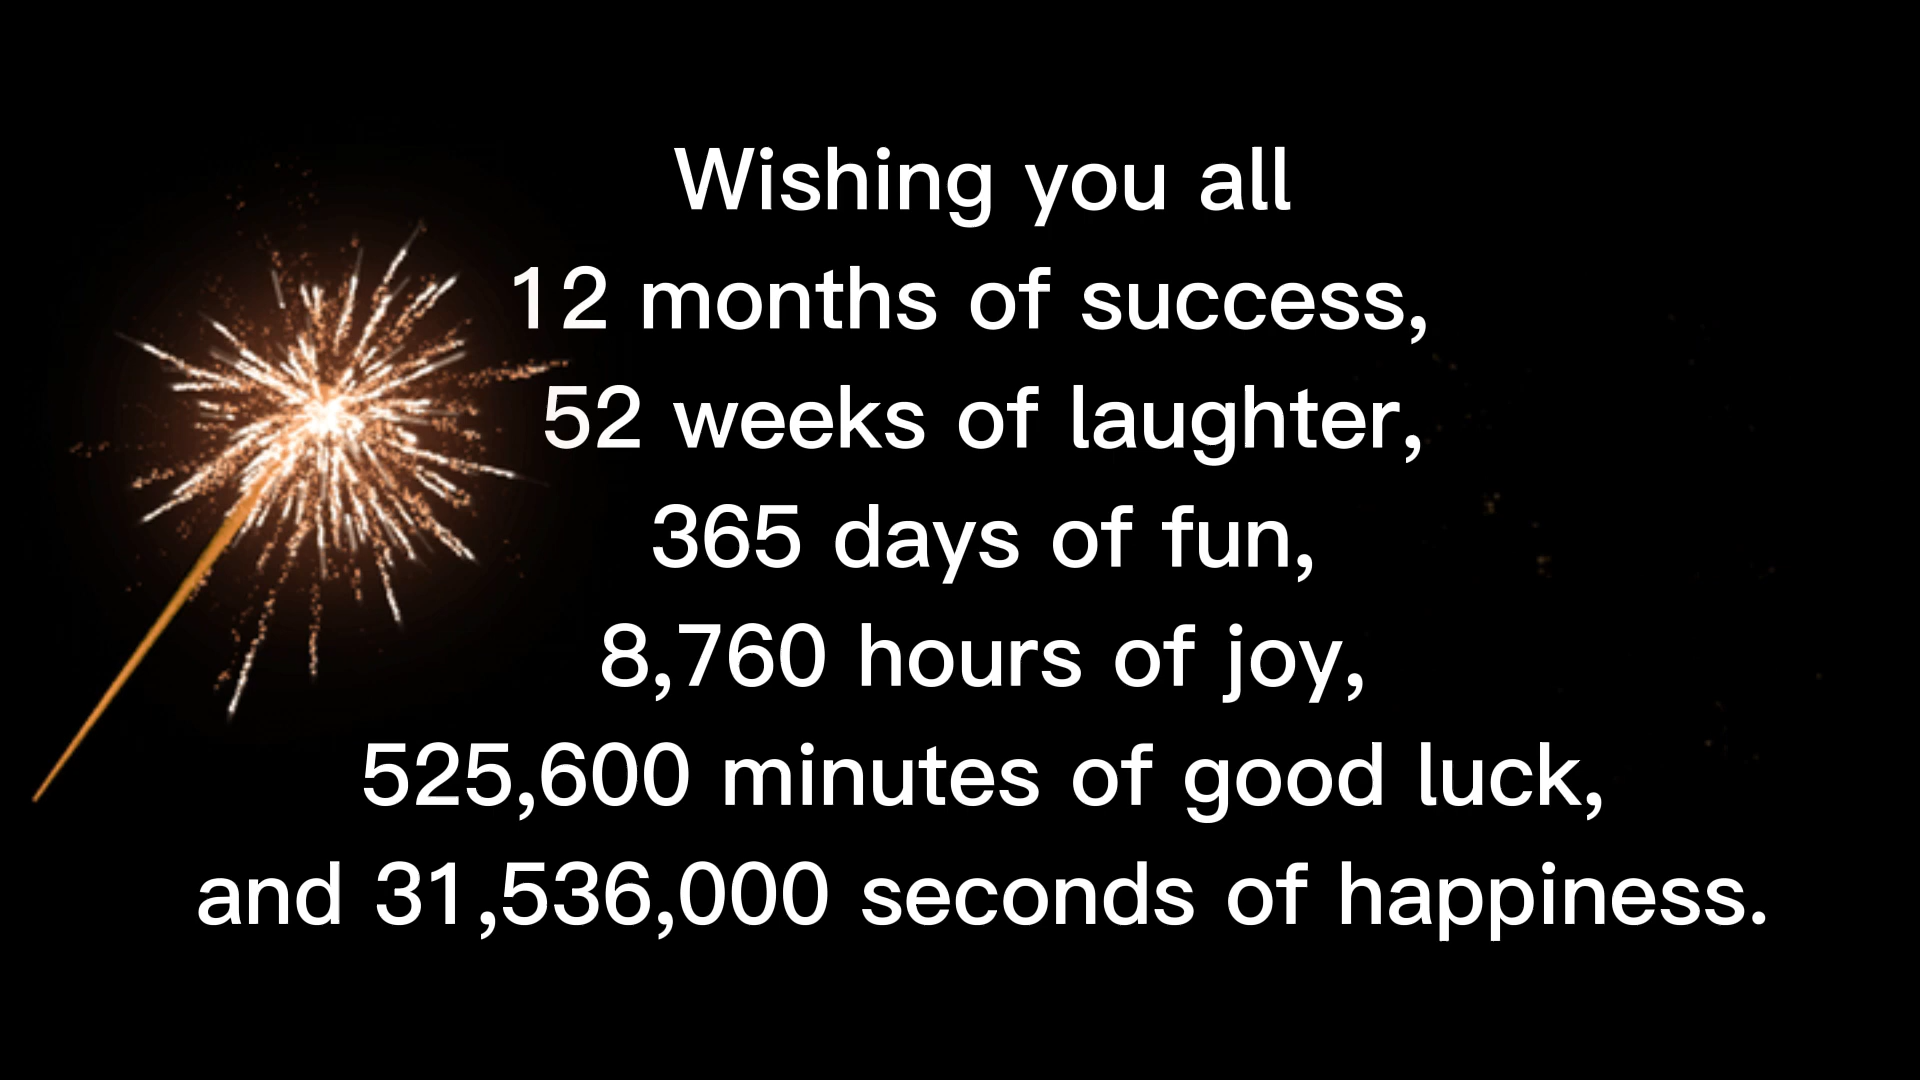 Wishing you all
12 months of success,
52 weeks of laughter,
365 days of fun,
8,760 hours of joy,
525,600 minutes of good luck,
and 31,536,000 seconds of happiness.